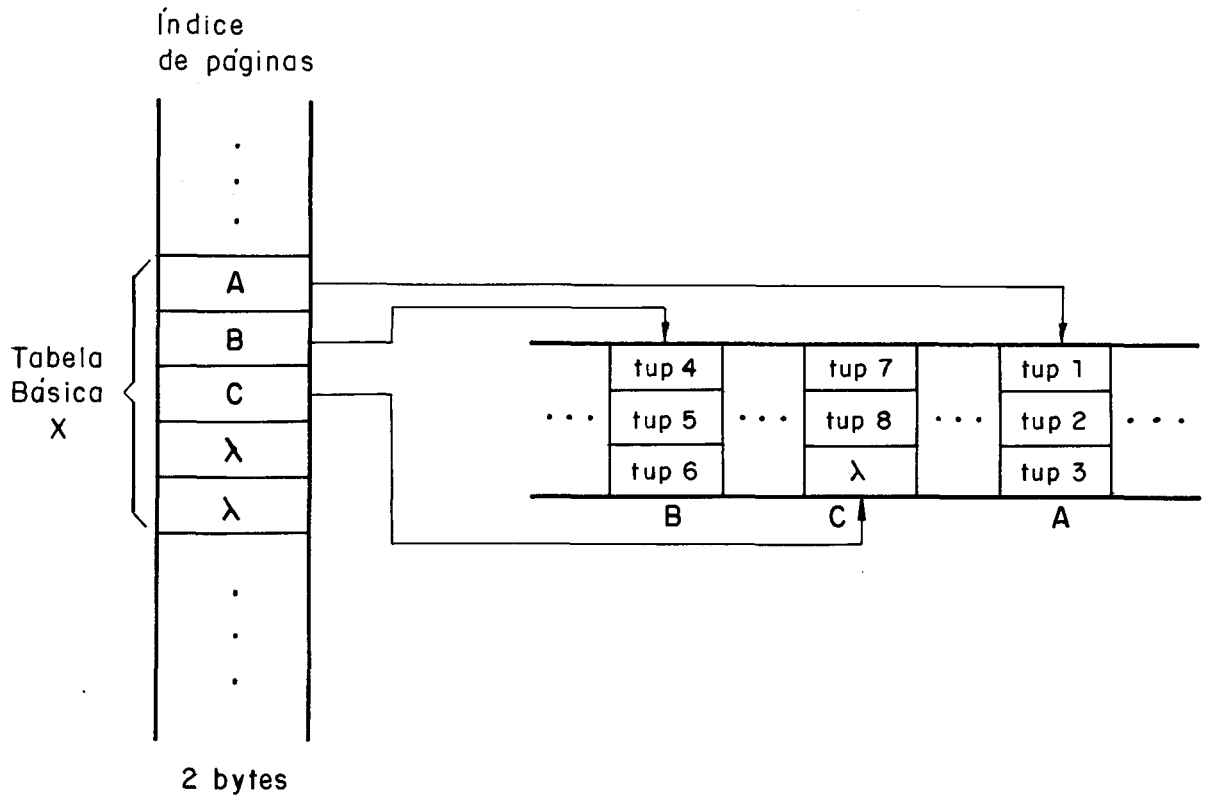 Índice
de páginas
.
.
.
A
B
C
λ
λ
.
.
.
2 bytes
Tabela
Básica
X
tup 4
tup 5
tup 6
B
tup 7
tup 8
λ
C
tup 1
tup 2
tup 3
A
. . .
. . .
. . .
. . .